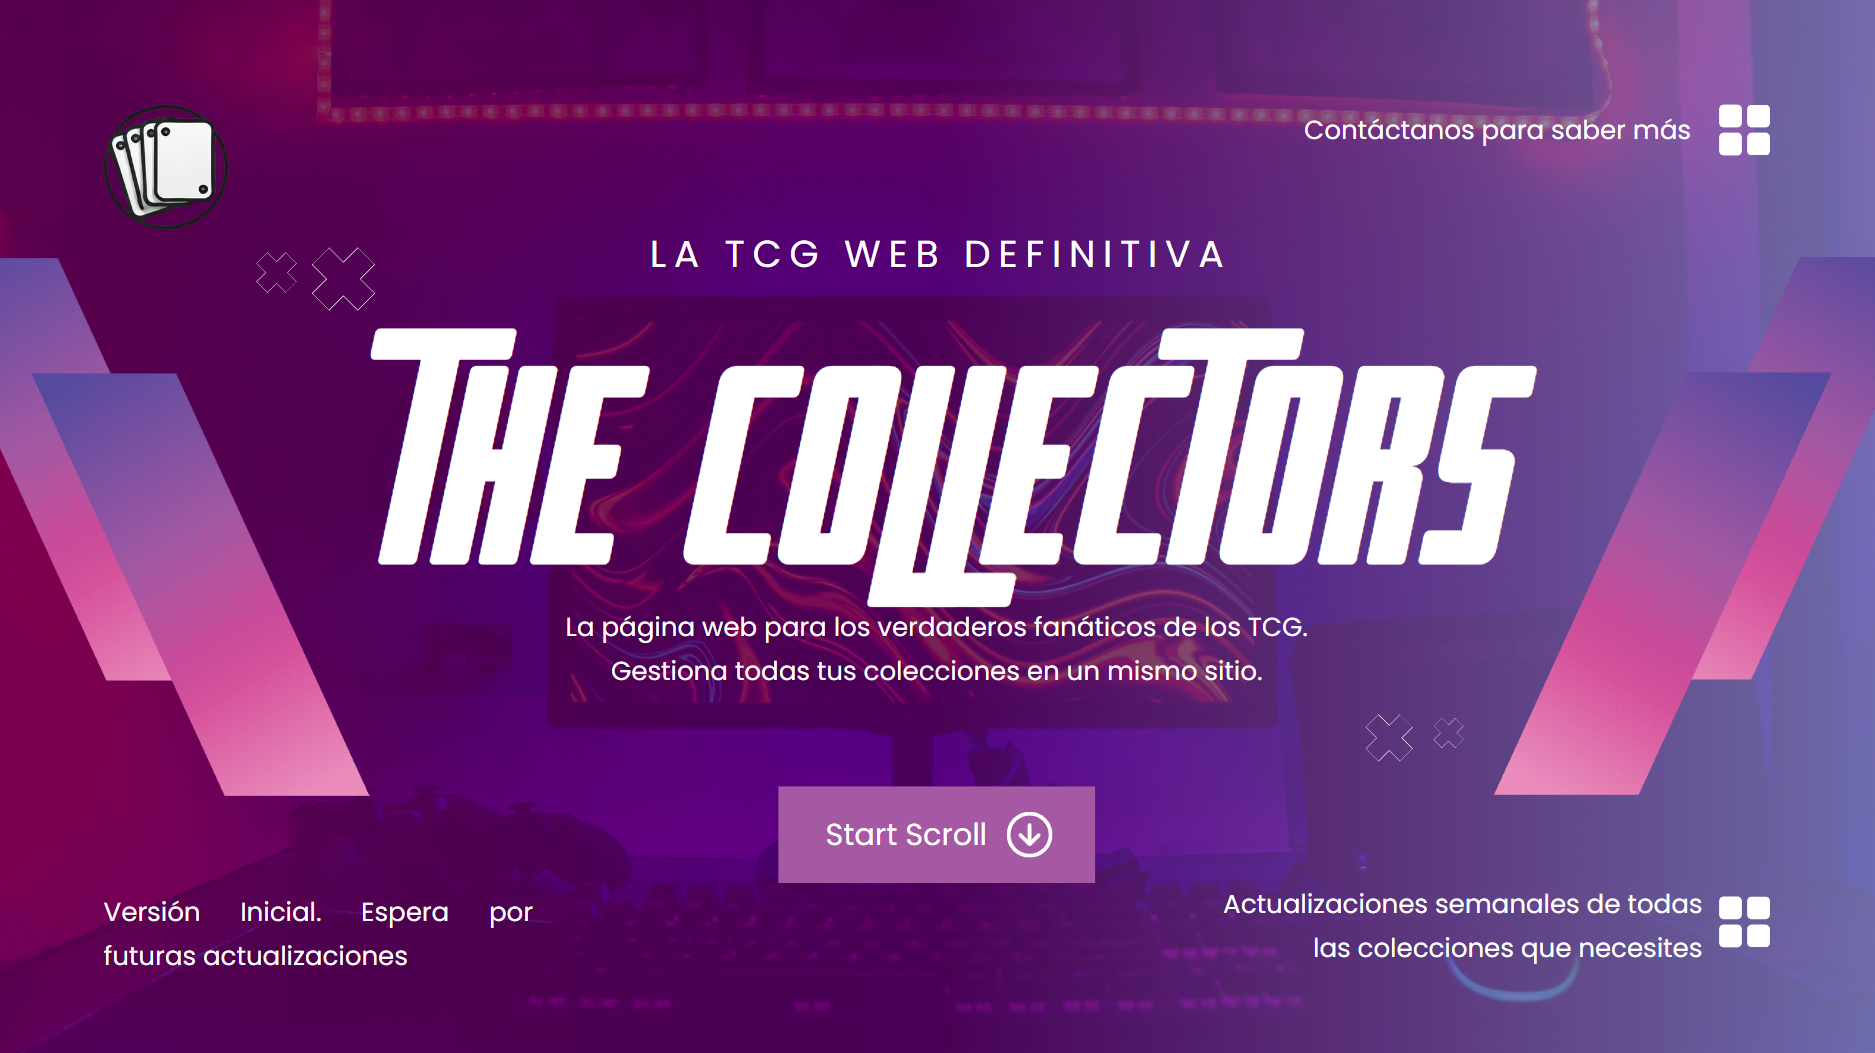 Contáctanos para saber más
LA TCG WEB DEFINITIVA
THE COLLECTORS
La página web para los verdaderos fanáticos de los TCG.
Gestiona todas tus colecciones en un mismo sitio.
Start Scroll
Versión Inicial. Espera por
futuras actualizaciones
Actualizaciones semanales de todas
las colecciones que necesites